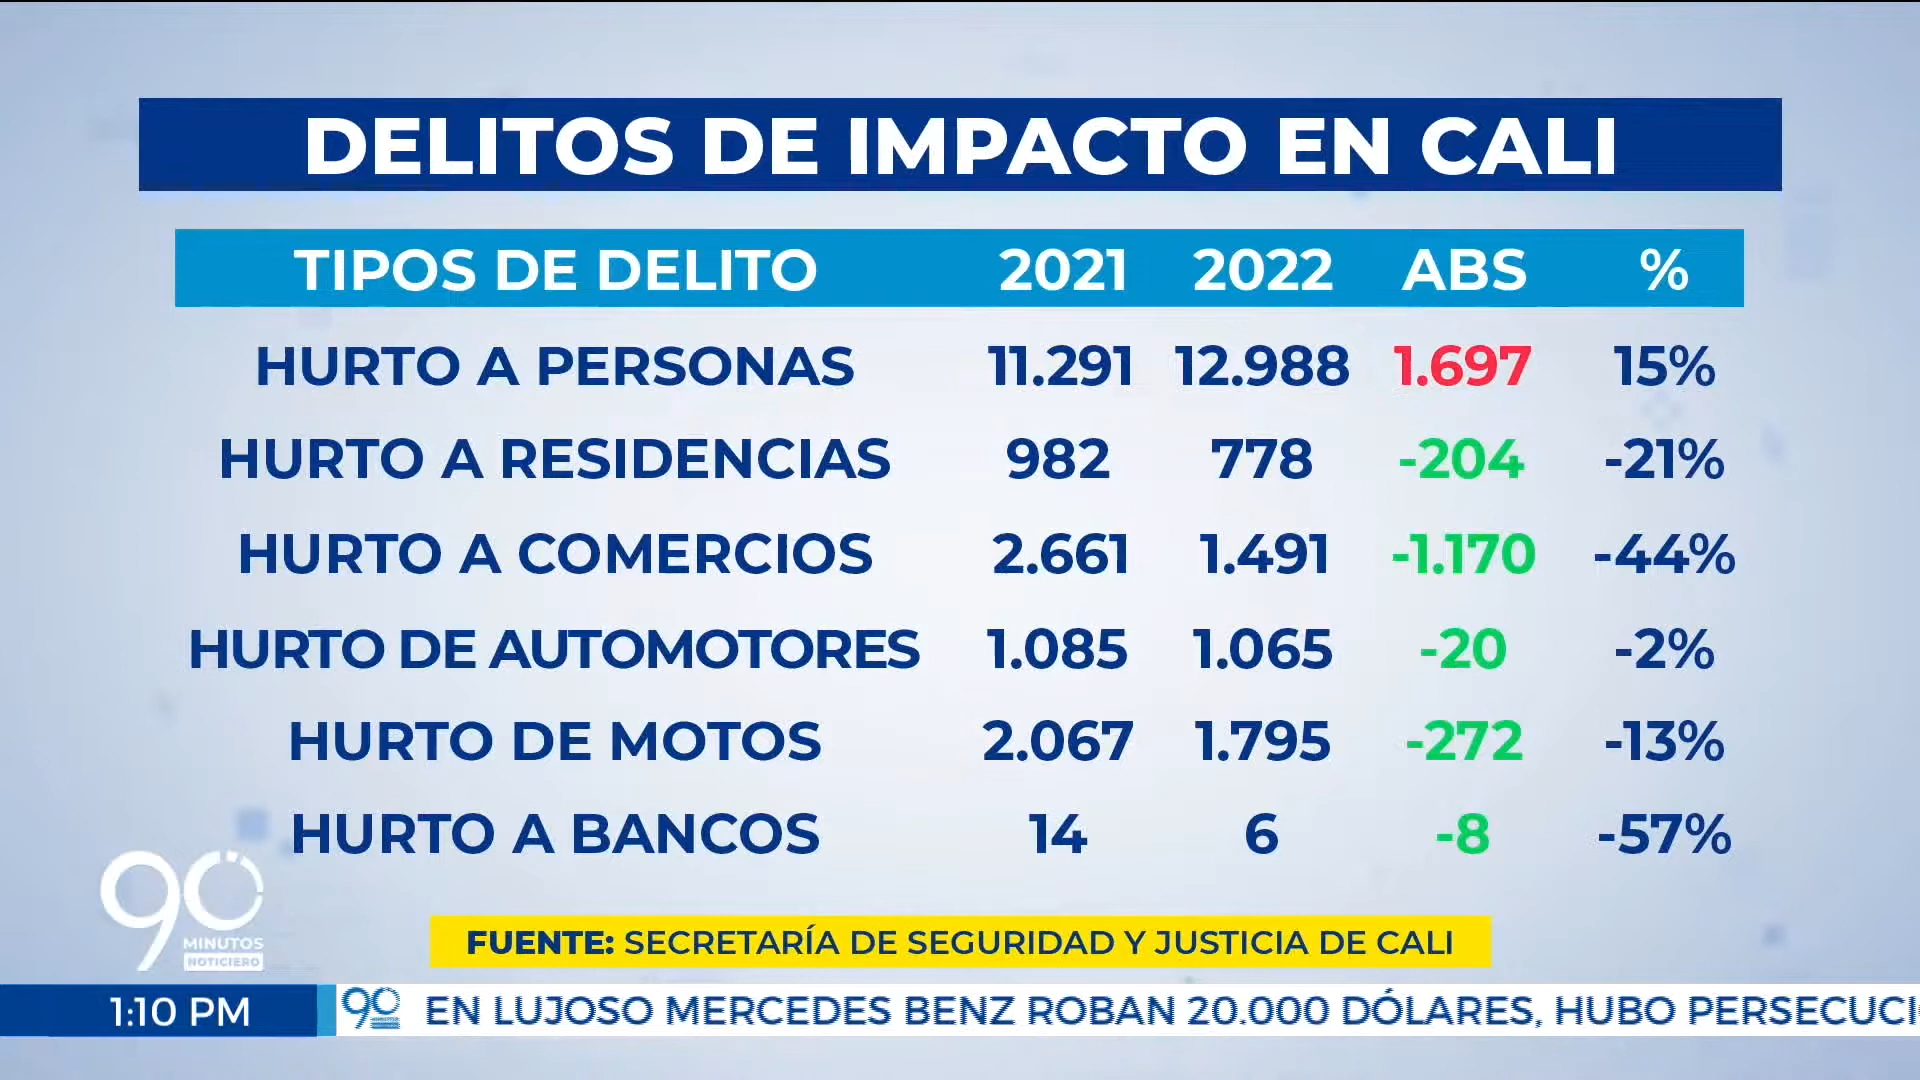 DELITOS DE IMPACTO EN CALI
TIPOS DE DELITO 2021 2022 ABS %
HURTO A PERSONAS 11.291 12.988 1.697 15%
HURTO A RESIDENCIAS 982 778 -204 -21%
HURTO A COMERCIOS 2.661 1.491 -1.170 -44%
HURTO DE AUTOMOTORES 1.085 1.065 -20 -2%
HURTO DE MOTOS 2.067 1.795 -272 -13%
HURTO A BANCOS 14 6 -8 -57%
90
MINUTOS
NOTICIERO
FUENTE: SECRETARÍA DE SEGURIDAD Y JUSTICIA DE CALI
1:10 PM 90 EN LUJOSO MERCEDES BENZ ROBAN 20.000 DÓLARES, HUBO PERSECUCI